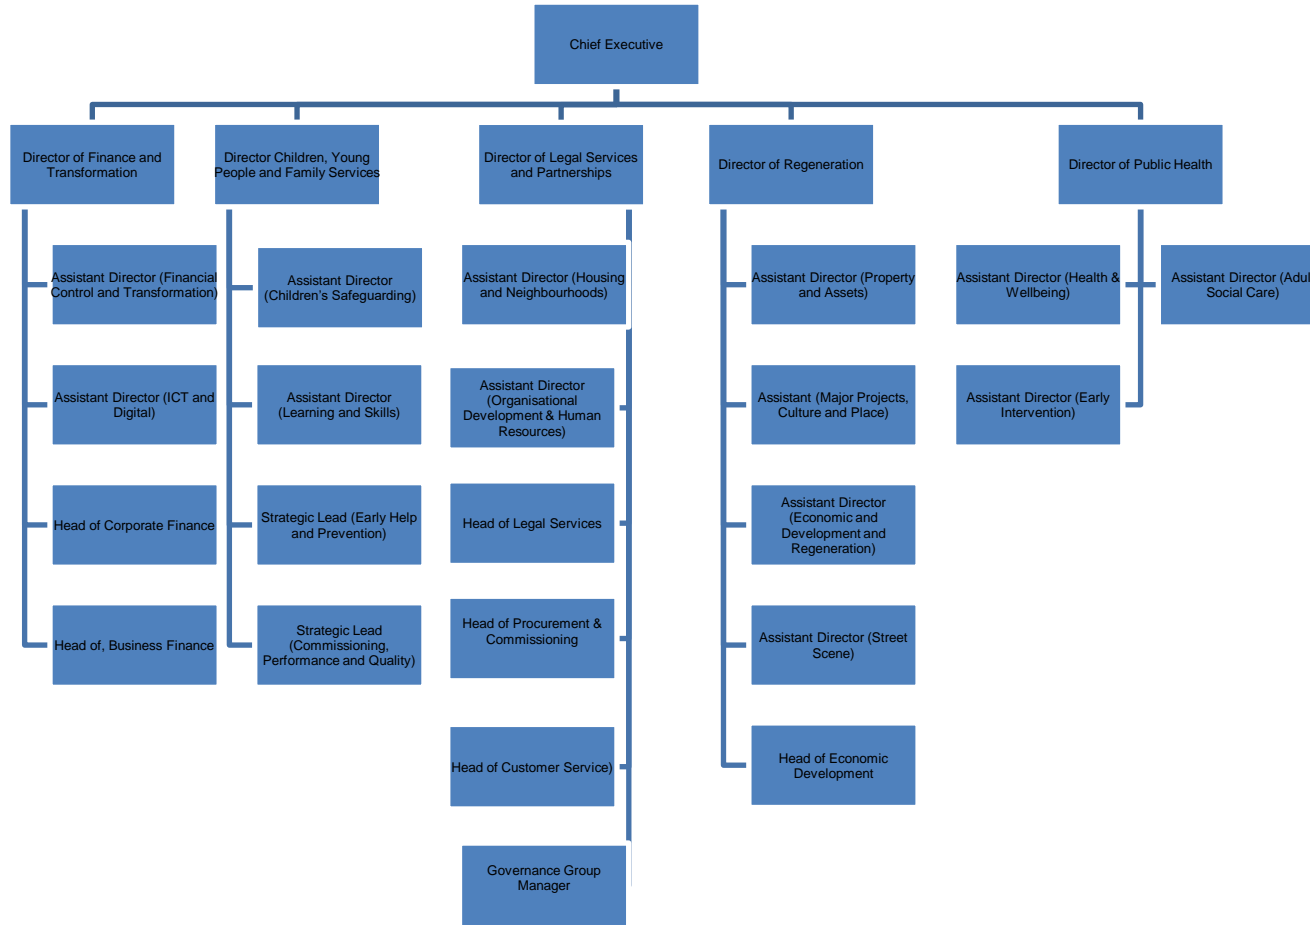 Chief Executive
Director of Finance and
Transformation
Director Children, Young
People and Family Services
Director of Legal Services
and Partnerships
Director of Regeneration
Director of Public Health
Assistant Director (Financial
Control and Transformation)
Assistant Director (ICT and
Digital)
Head of Corporate Finance
Head of, Business Finance
Assistant Director
(Children's Safeguarding)
Assistant Director
(Learning and Skills)
Strategic Lead (Early Help
and Prevention)
Strategic Lead
(Commissioning,
Performance and Quality)
Assistant Director (Housing
and Neighbourhoods)
Assistant Director
(Organisational
Development & Human
Resources)
Head of Legal Services
Head of Procurement &
Commissioning
Head of Customer Service)
Governance Group
Manager
Assistant Director (Property
and Assets)
Assistant (Major Projects,
Culture and Place)
Assistant Director
(Economic and
Development and
Regeneration)
Assistant Director (Street
Scene)
Head of Economic
Development
Assistant Director (Health &
Wellbeing)
Assistant Director (Early
Intervention)
Assistant Director (Adul
Social Care)